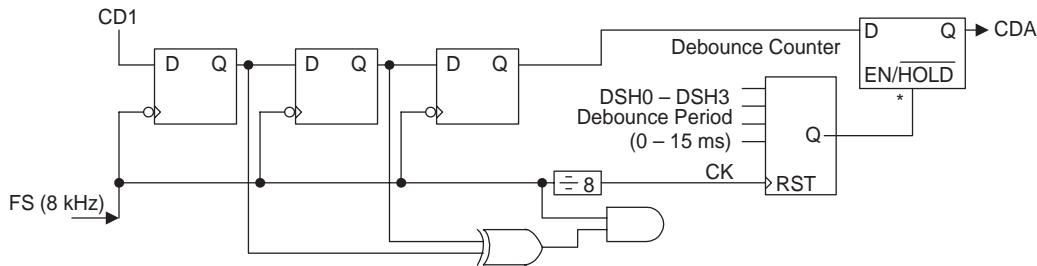 CD1
D Q
D Q
D Q
D Q
CDA
EN/HOLD
*
Debounce Counter
DSH0 – DSH3
Debounce Period
(0 – 15 ms)
Q
CK
RST
÷ 8
FS (8 kHz)